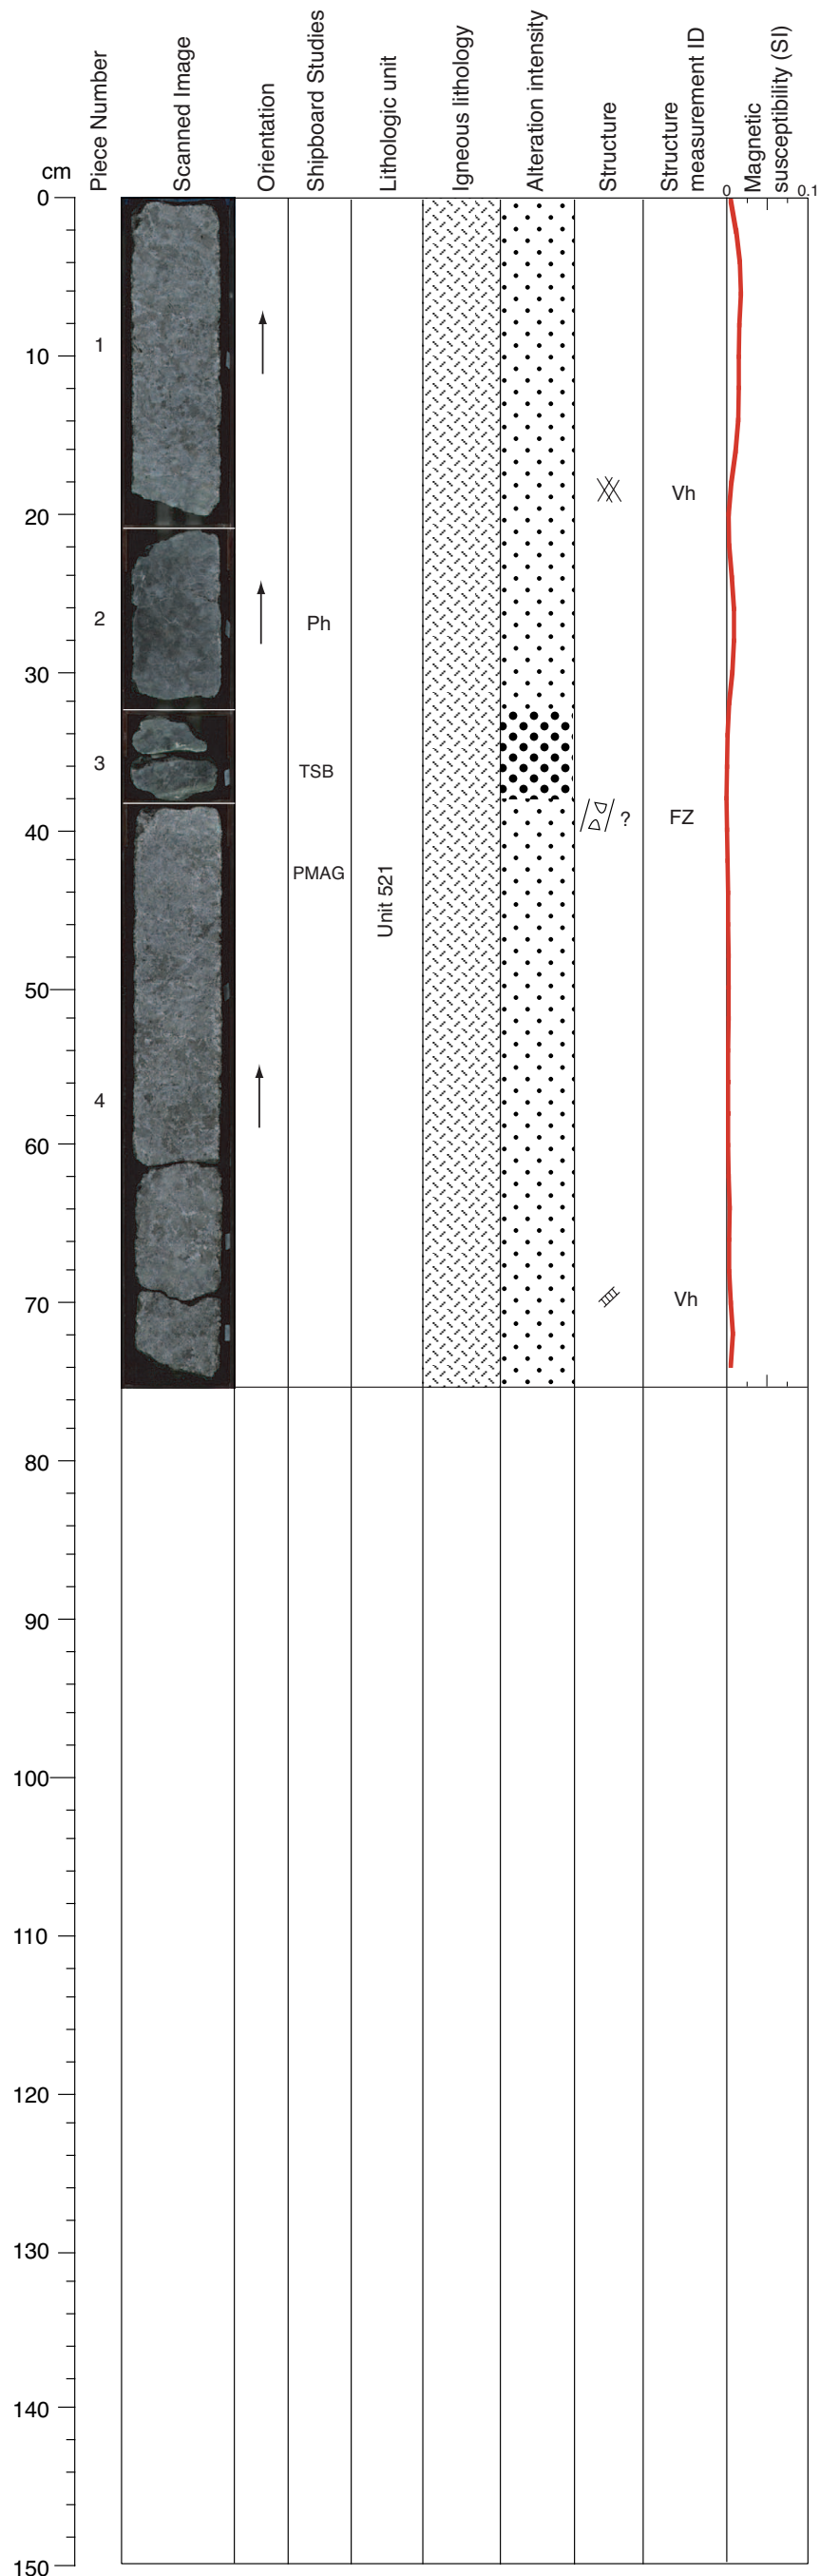 cm
Piece Number
Scanned Image
Orientation
Shipboard Studies
Lithologic unit
Igneous lithology
Alteration intensity
Structure
Structure
measurement ID
Magnetic
susceptibility (SI)
0
0.1
0
1
10
Vh
20
2
Ph
30
3
TSB
? FZ
40
PMAG
Unit 521
50
4
60
70
Vh
80
90
100
110
120
130
140
150